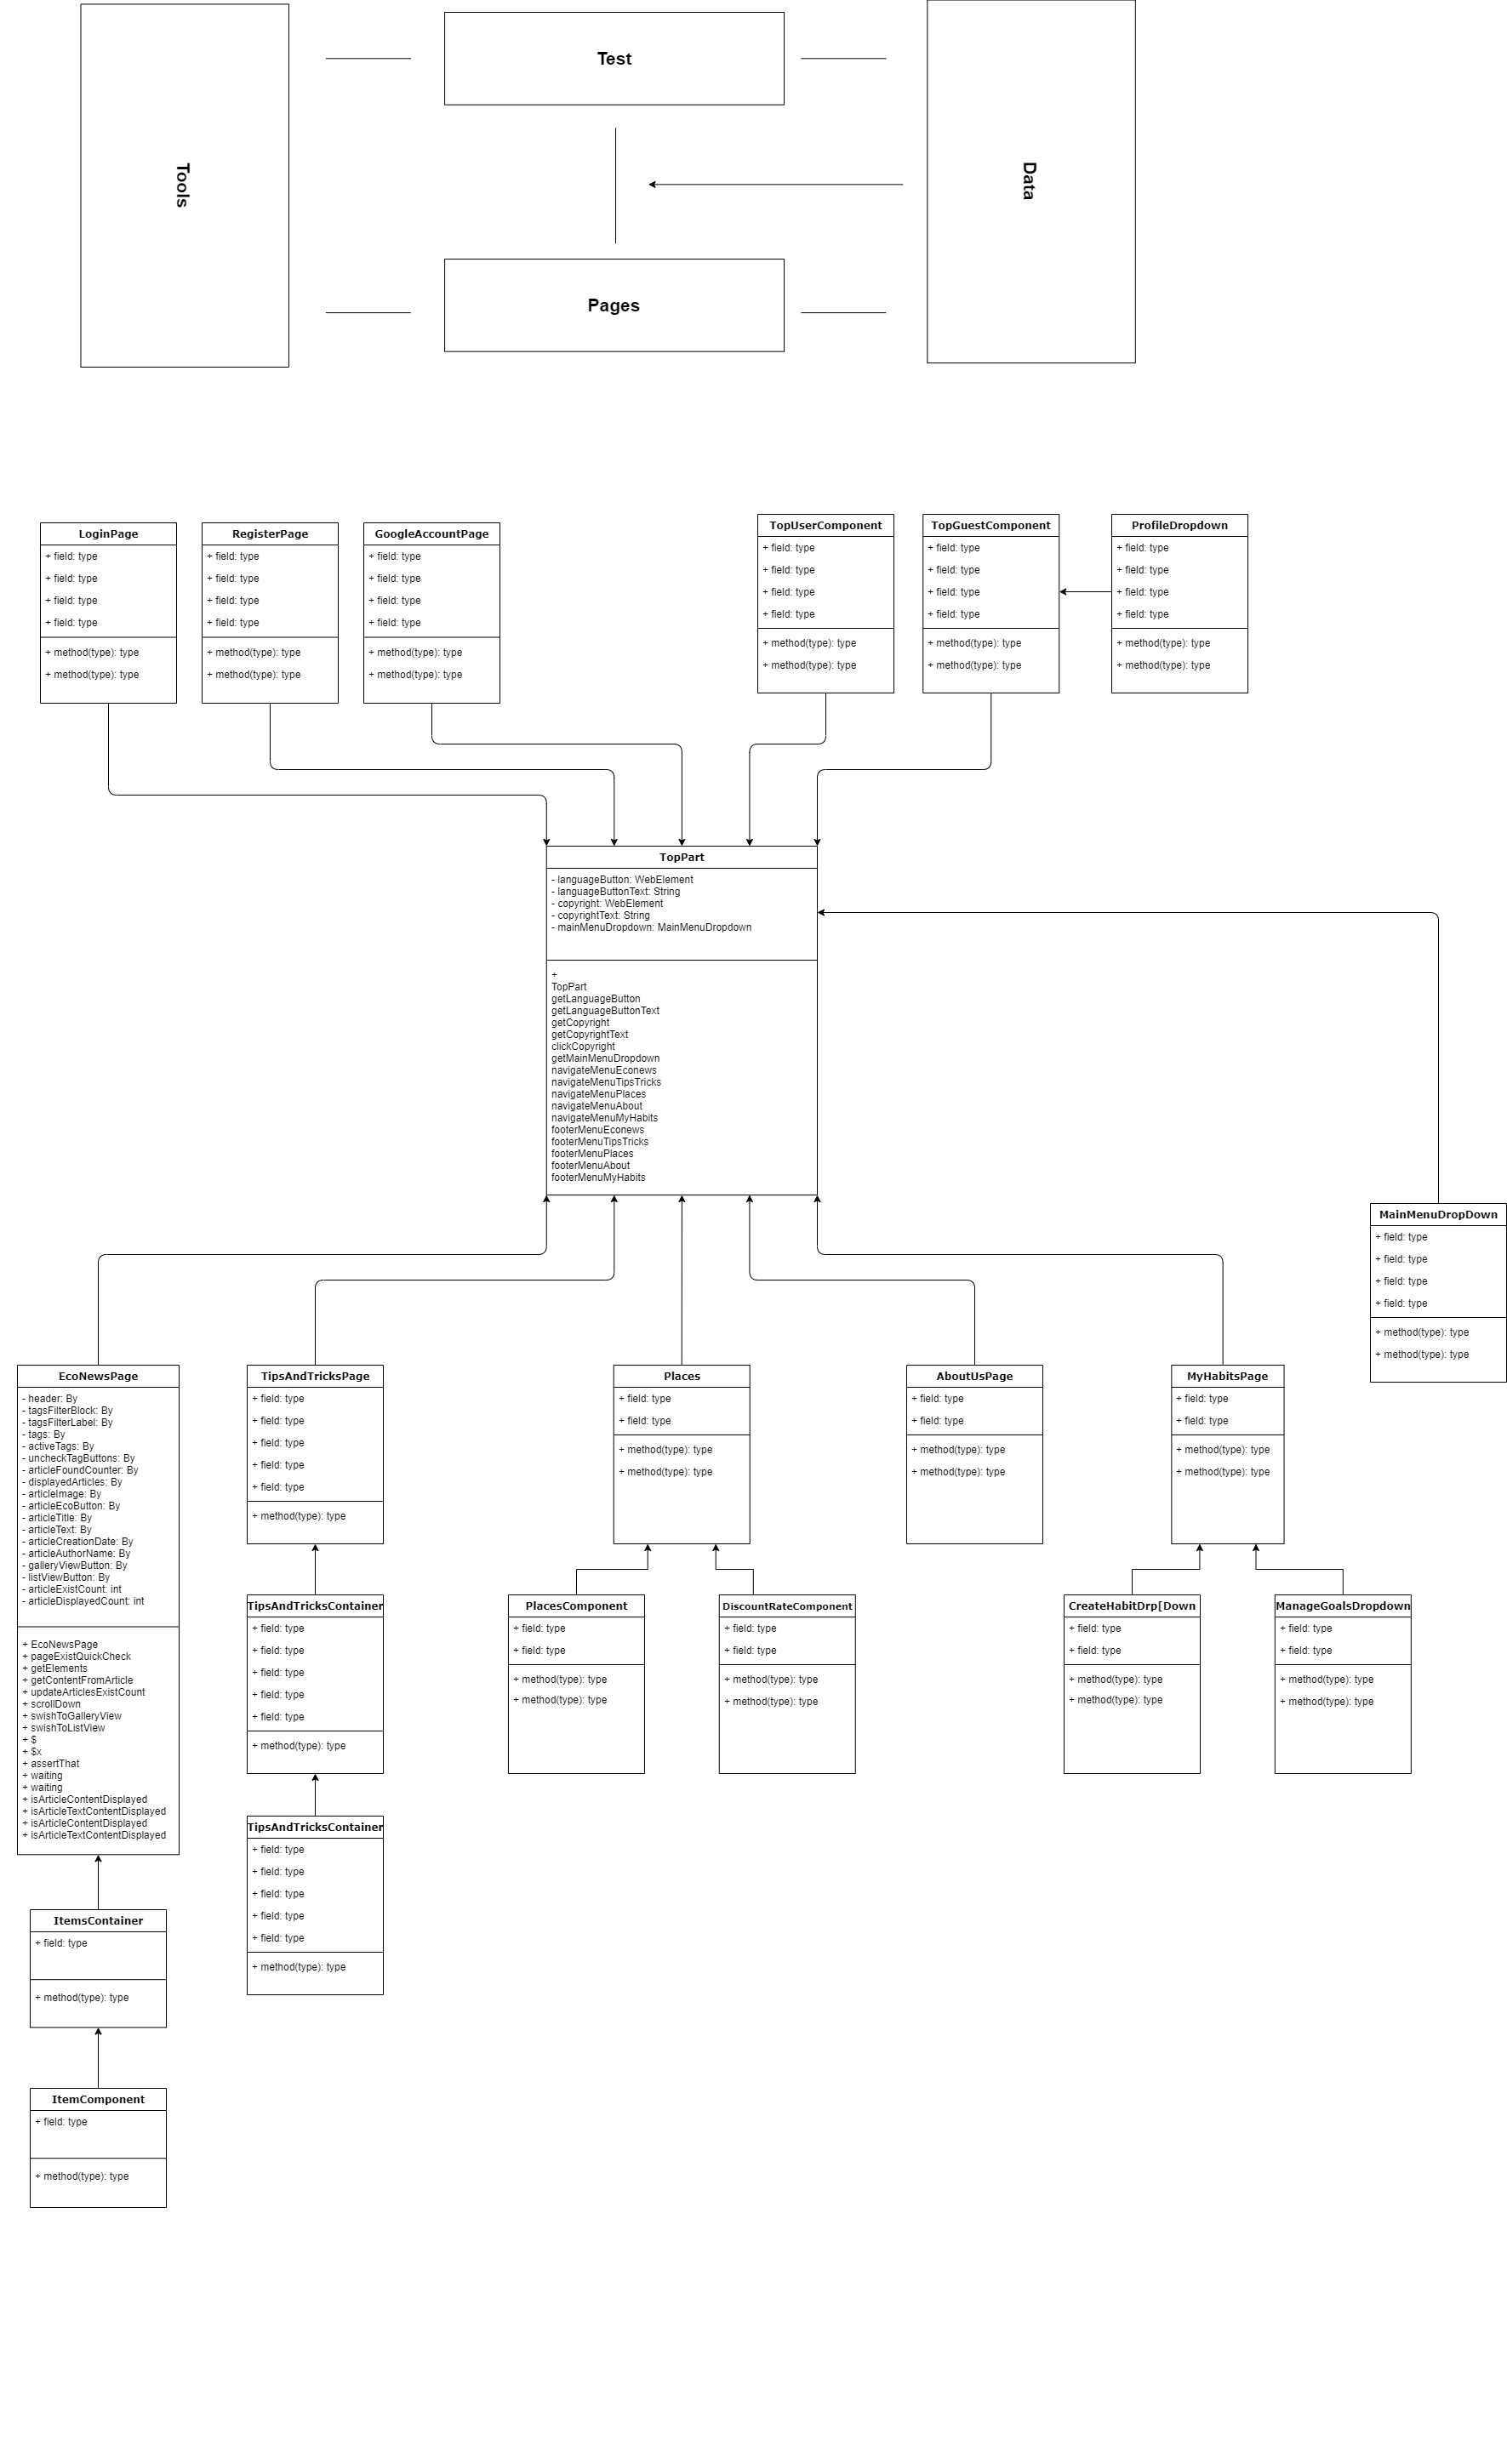 Test
Tools
Data
Pages
LoginPage
+ field: type
+ field: type
+ field: type
+ field: type
+ method(type): type
+ method(type): type
RegisterPage
+ field: type
+ field: type
+ field: type
+ field: type
+ method(type): type
+ method(type): type
GoogleAccountPage
+ field: type
+ field: type
+ field: type
+ field: type
+ method(type): type
+ method(type): type
TopUserComponent
+ field: type
+ field: type
+ field: type
+ field: type
+ method(type): type
+ method(type): type
TopGuestComponent
+ field: type
+ field: type
+ field: type
+ field: type
+ method(type): type
+ method(type): type
ProfileDropdown
+ field: type
+ field: type
+ field: type
+ field: type
+ method(type): type
+ method(type): type
TopPart
- languageButton: WebElement
- languageButtonText: String
- copyright: WebElement
- copyrightText: String
- mainMenuDropdown: MainMenuDropdown
+
TopPart
getLanguageButton
getLanguageButtonText
getCopyright
getCopyrightText
clickCopyright
getMainMenuDropdown
navigateMenuEconews
navigateMenuTipsTricks
navigateMenuPlaces
navigateMenuAbout
navigateMenuMyHabits
footerMenuEconews
footerMenuTipsTricks
footerMenuPlaces
footerMenuAbout
footerMenuMyHabits
MainMenuDropDown
+ field: type
+ field: type
+ field: type
+ field: type
+ method(type): type
+ method(type): type
EcoNewsPage
- header: By
- tagsFilterBlock: By
- tagsFilterLabel: By
- tags: By
- activeTags: By
- uncheckTagButtons: By
- articleFoundCounter: By
- displayedArticles: By
- articleImage: By
- articleEcoButton: By
- articleTitle: By
- articleText: By
- articleCreationDate: By
- articleAuthorName: By
- galleryViewButton: By
- listViewButton: By
- articleExistCount: int
- articleDisplayedCount: int
+ EcoNewsPage
+ pageExistQuickCheck
+ getElements
+ getContentFromArticle
+ updateArticlesExistCount
+ scrollDown
+ swishToGalleryView
+ swishToListView
+ $
+ $x
+ assertThat
+ waiting
+ waiting
+ isArticleContentDisplayed
+ isArticleTextContentDisplayed
+ isArticleContentDisplayed
+ isArticleTextContentDisplayed
TipsAndTricksPage
+ field: type
+ field: type
+ field: type
+ field: type
+ field: type
+ method(type): type
Places
+ field: type
+ field: type
+ method(type): type
+ method(type): type
AboutUsPage
+ field: type
+ field: type
+ method(type): type
+ method(type): type
MyHabitsPage
+ field: type
+ field: type
+ method(type): type
+ method(type): type
TipsAndTricksContainer
+ field: type
+ field: type
+ field: type
+ field: type
+ field: type
+ method(type): type
PlacesComponent
+ field: type
+ field: type
+ method(type): type
+ method(type): type
DiscountRateComponent
+ field: type
+ field: type
+ method(type): type
+ method(type): type
CreateHabitDrp[Down
+ field: type
+ field: type
+ method(type): type
+ method(type): type
ManageGoalsDropdown
+ field: type
+ field: type
+ method(type): type
+ method(type): type
TipsAndTricksContainer
+ field: type
+ field: type
+ field: type
+ field: type
+ field: type
+ method(type): type
ItemsContainer
+ field: type
+ method(type): type
ItemComponent
+ field: type
+ method(type): type